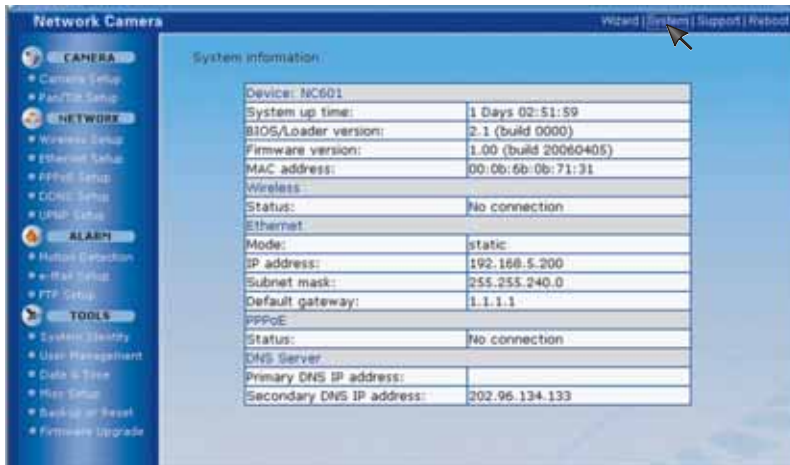 Network Camera
Wizard | System | Support | Reboot
CAMERA
Camera Setup
Pan/Tilt Setup
NETWORK
Wireless Setup
Ethernet Setup
PPPoE Setup
DDNS Setup
UPNP Setup
ALARM
Motion Detection
e-Mail Setup
FTP Setup
TOOLS
System Identity
User Management
Date & Time
Misc Setup
Backup or Reset
Firmware Upgrade
System information
Device: NC601
System up time: 1 Days 02:51:59
BIOS/Loader version: 2.1 (build 0000)
Firmware version: 1.00 (build 20060405)
MAC address: 00:0b:6b:0b:71:31
Wireless
Status: No connection
Ethernet
Mode: static
IP address: 192.168.5.200
Subnet mask: 255.255.240.0
Default gateway: 1.1.1.1
PPPoE
Status: No connection
DNS Server
Primary DNS IP address:
Secondary DNS IP address: 202.96.134.133